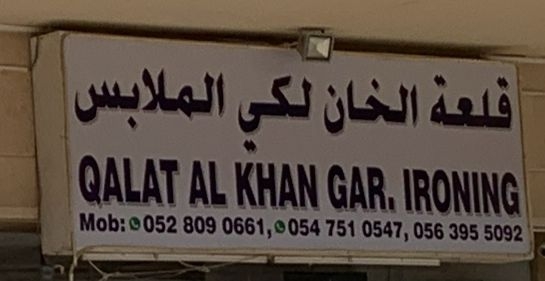 قلعة الخان لكي الملابس
QALAT AL KHAN GAR. IRONING
Mob: 052 809 0661, 054 751 0547, 056 395 5092